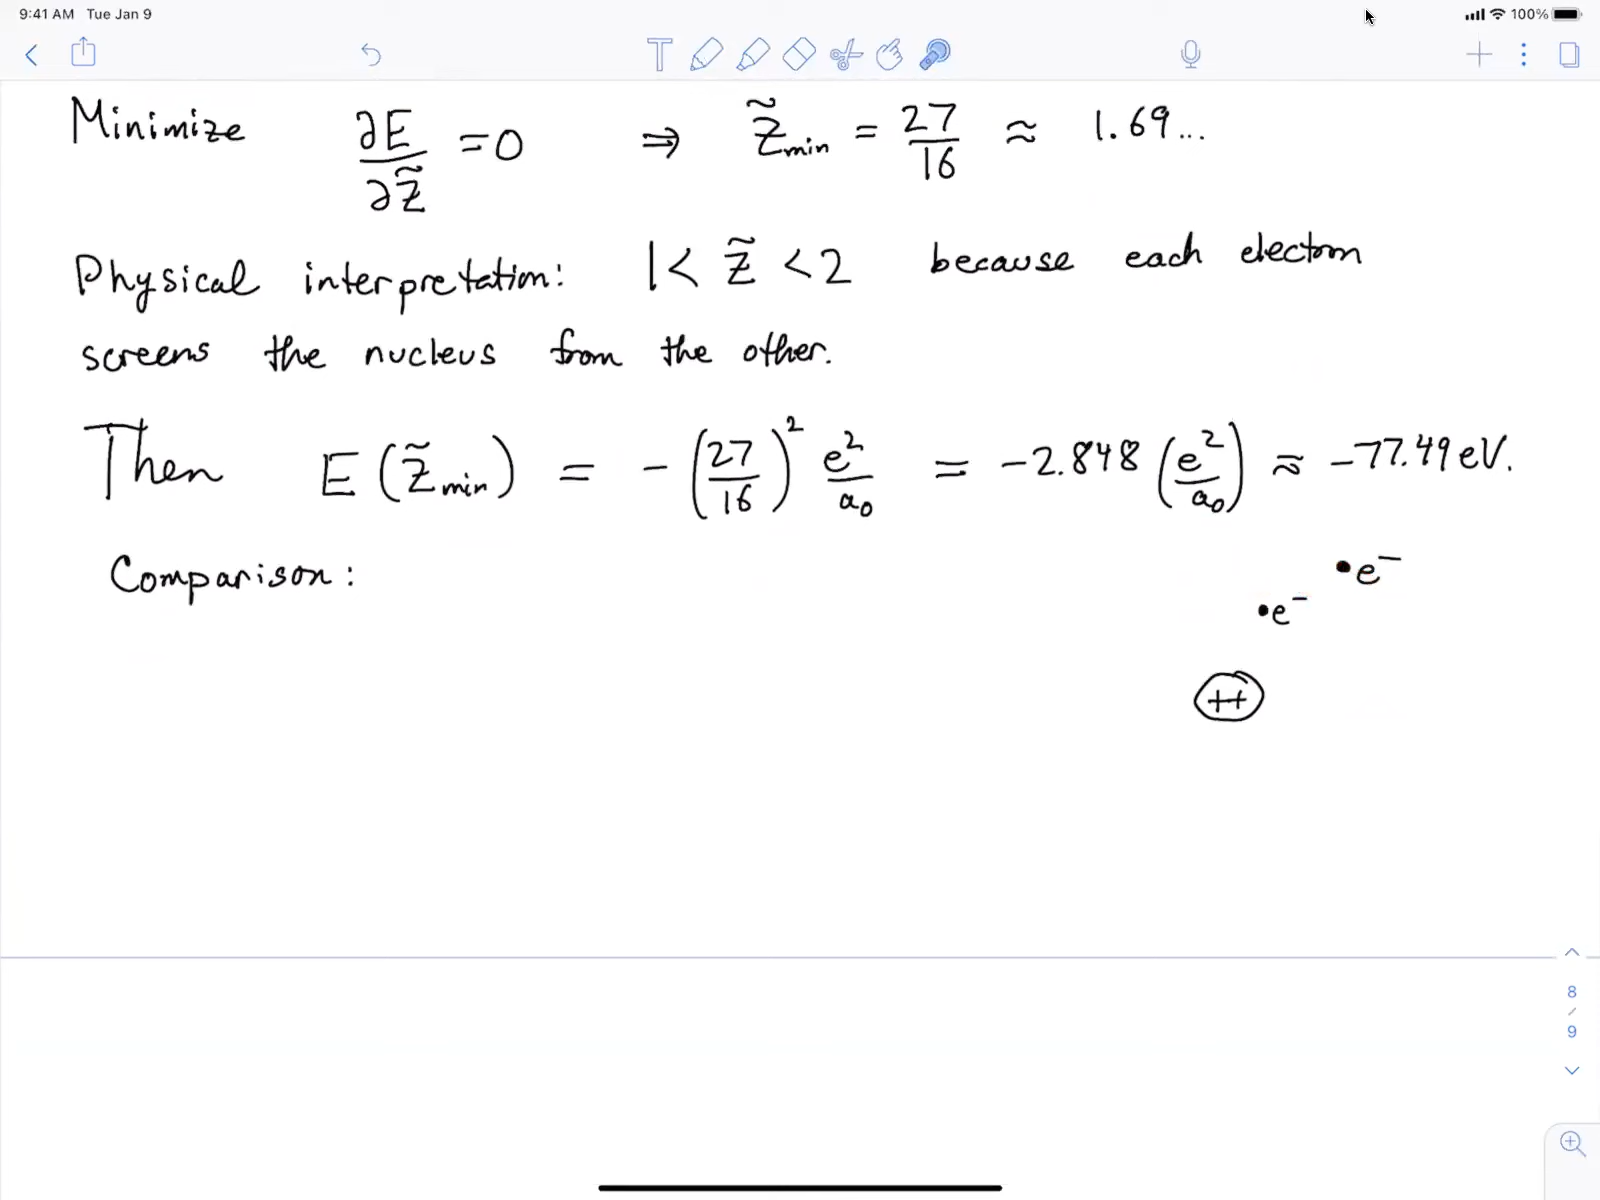 9:41 AM Tue Jan 9 100%
Minimize ∂E/∂Z̃ = 0 ⇒ Z̃min = 27/16 ≈ 1.69...
Physical interpretation: 1 < Z̃ < 2 because each electron
screens the nucleus from the other.
Then E(Z̃min) = -(27/16)² e²/a₀ = -2.848 (e²/a₀) ≈ -77.49 eV.
Comparison:
•e⁻
•e⁻
++
8
/
9